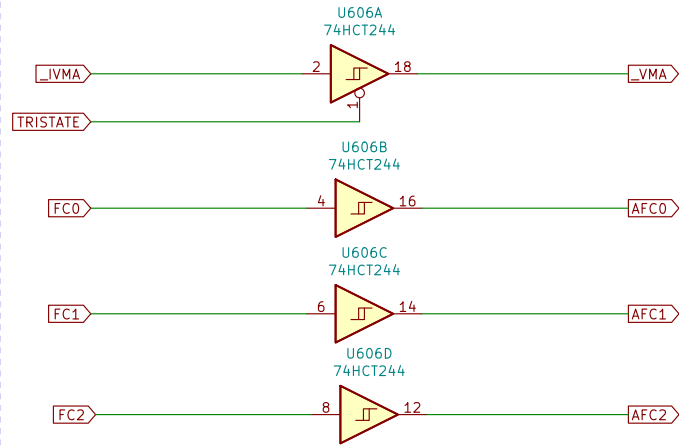 U606A
74HCT244
_IVMA 2 18 _VMA
1
TRISTATE
U606B
74HCT244
FC0 4 16 AFC0
U606C
74HCT244
FC1 6 14 AFC1
U606D
74HCT244
FC2 8 12 AFC2